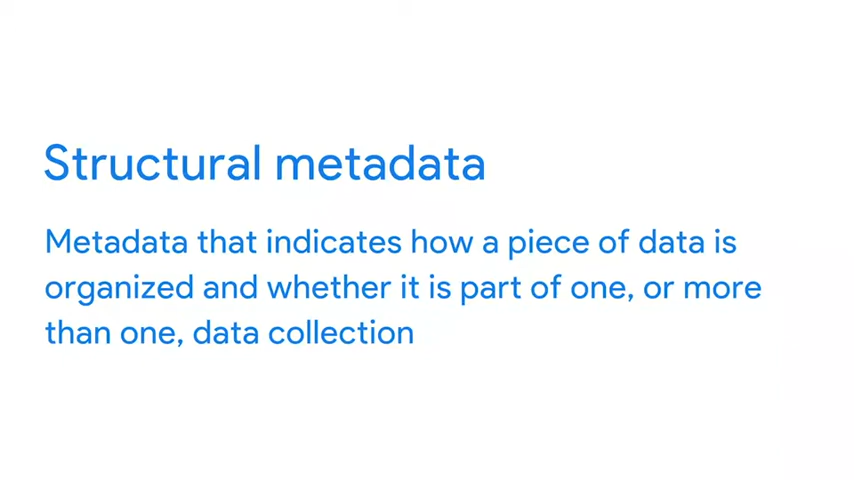 Structural metadata
Metadata that indicates how a piece of data is
organized and whether it is part of one, or more
than one, data collection